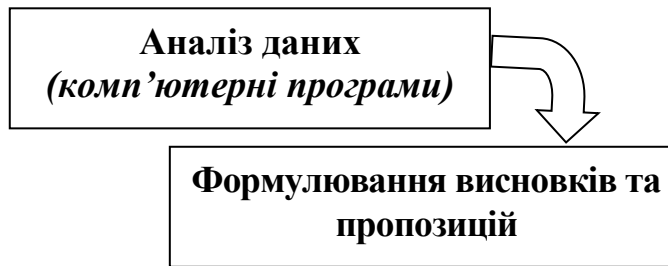 Аналіз даних
(комп’ютерні програми)
Формулювання висновків та
пропозицій